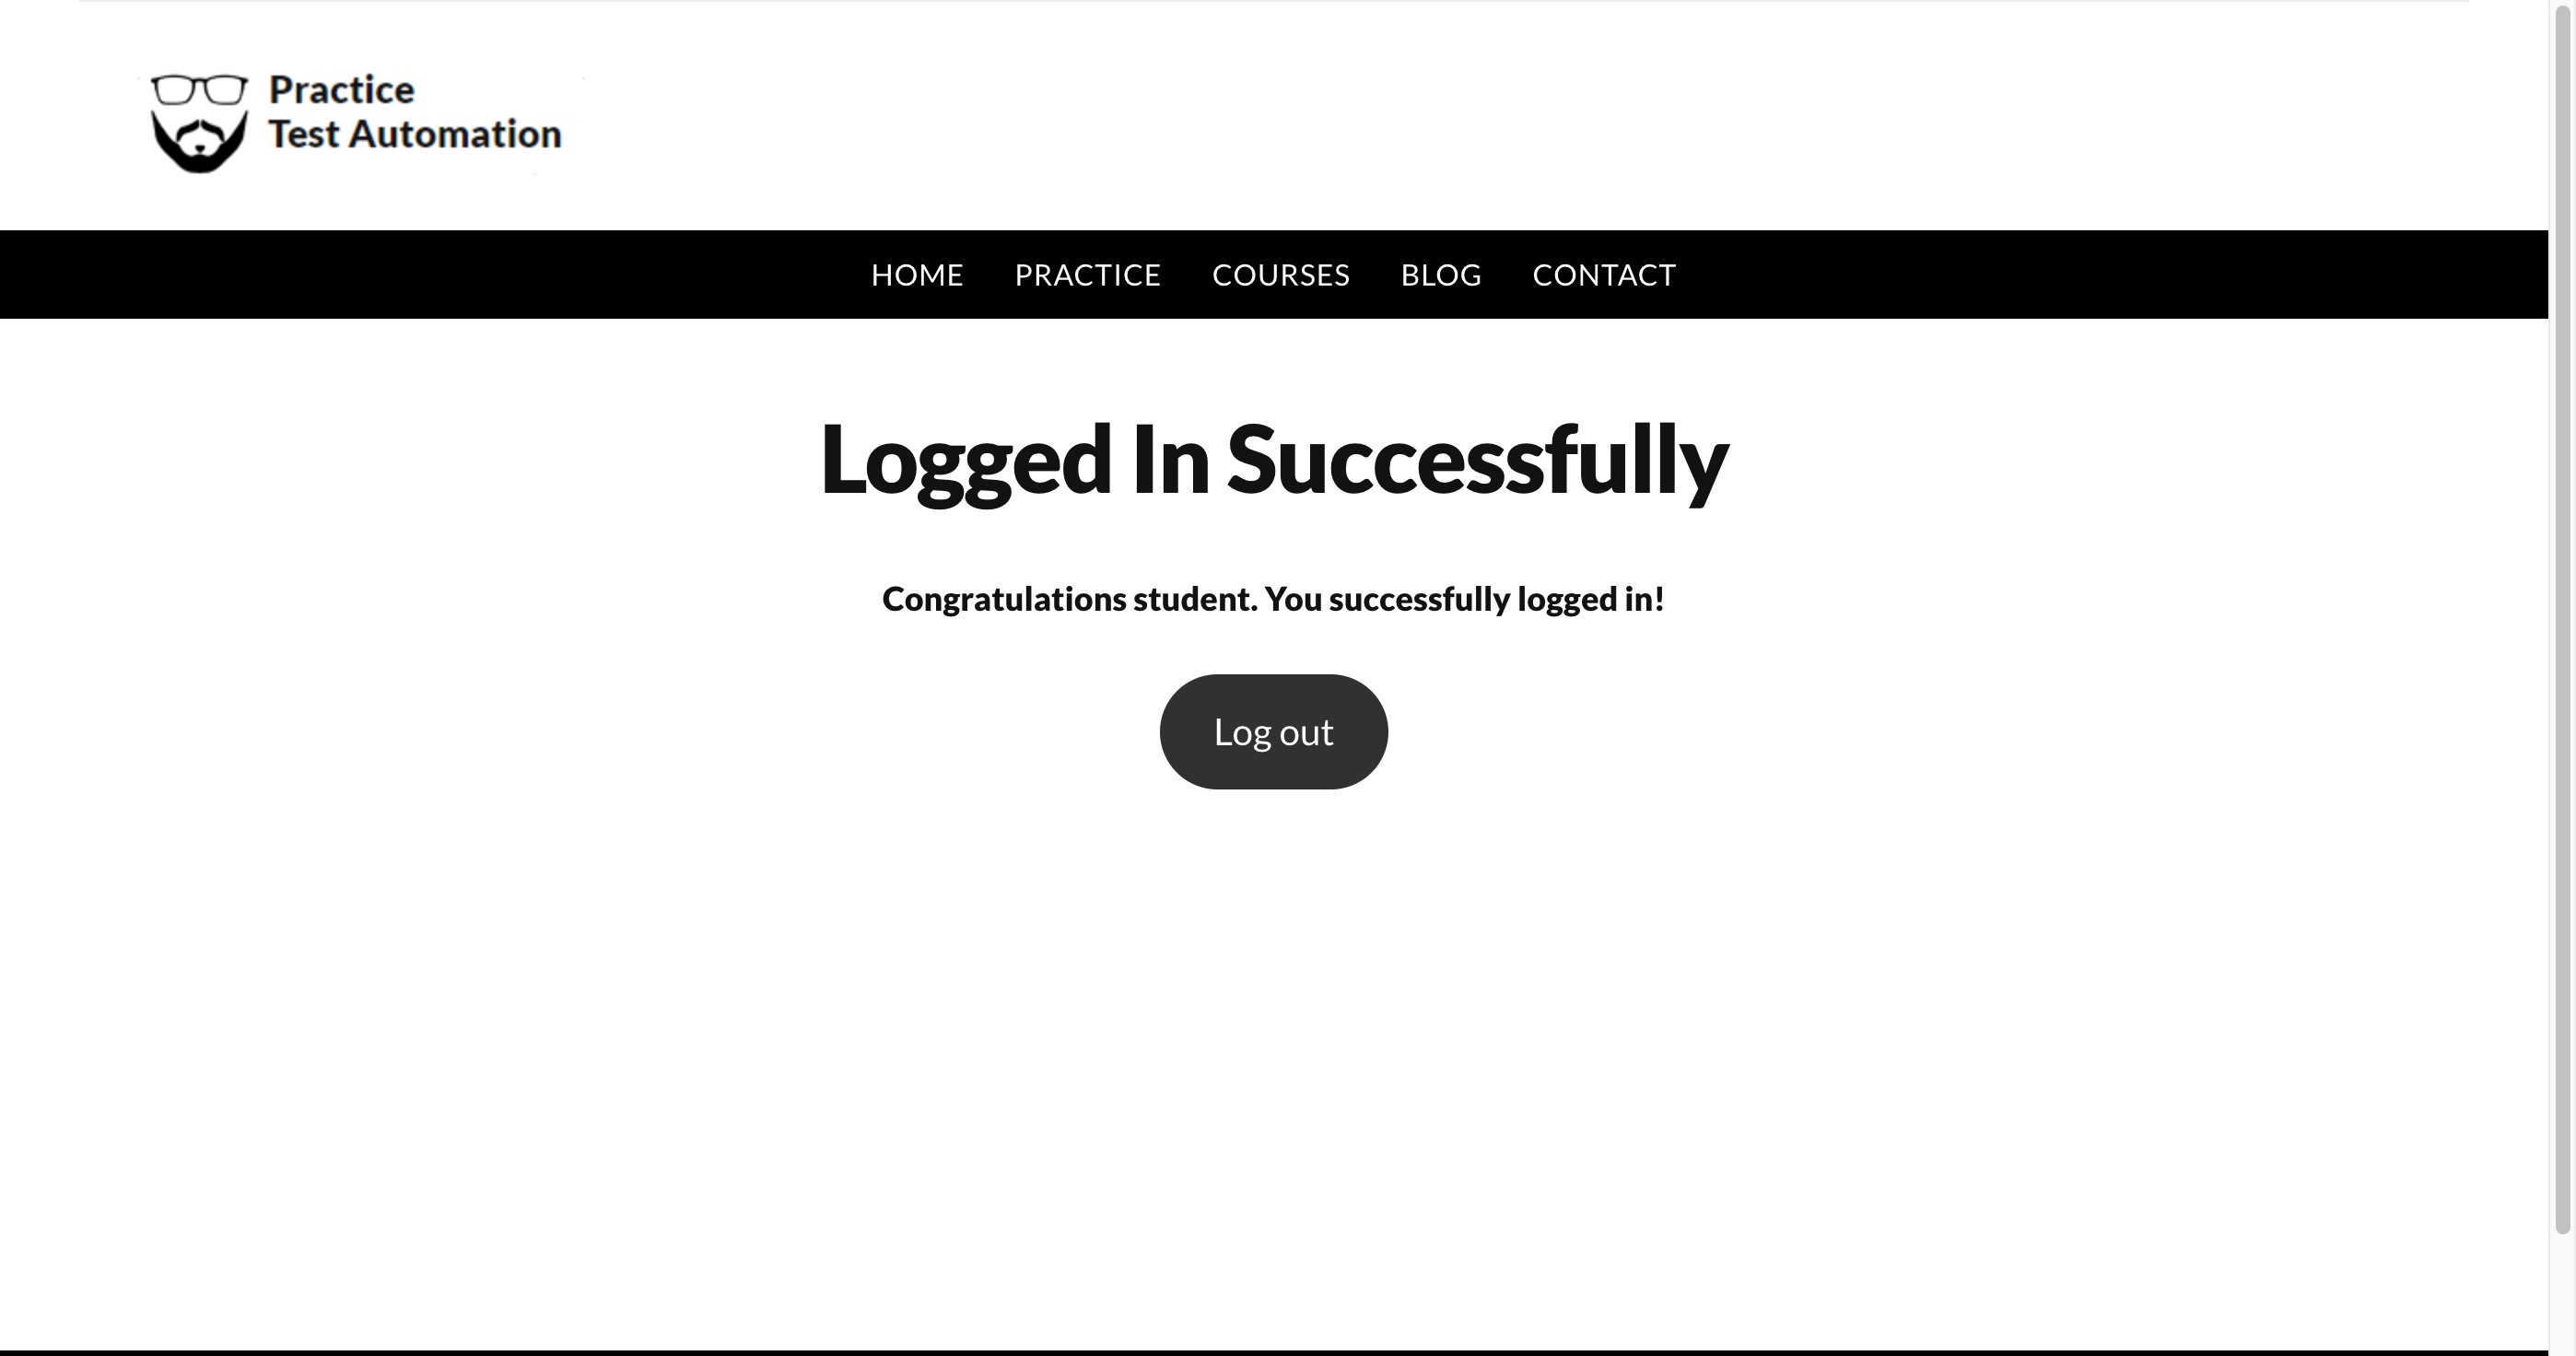 Practice
Test Automation
HOME PRACTICE COURSES BLOG CONTACT
Logged In Successfully
Congratulations student. You successfully logged in!
Log out